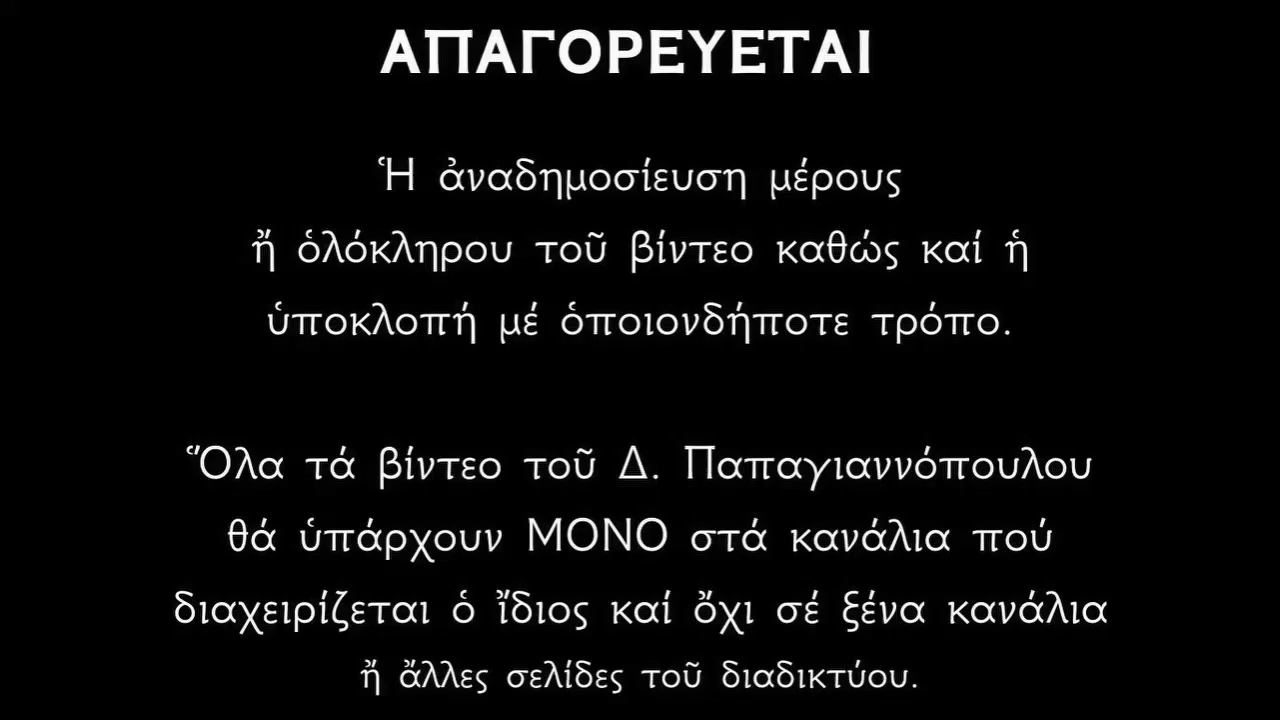 ΑΠΑΓΟΡΕΥΕΤΑΙ
Ἡ ἀναδημοσίευση μέρους
ἤ ὁλόκληρου τοῦ βίντεο καθώς καί ἡ
ὑποκλοπή μέ ὁποιονδήποτε τρόπο.
Ὅλα τά βίντεο τοῦ Δ. Παπαγιαννόπουλου
θά ὑπάρχουν ΜΟΝΟ στά κανάλια πού
διαχειρίζεται ὁ ἴδιος καί ὄχι σέ ξένα κανάλια
ἤ ἄλλες σελίδες τοῦ διαδικτύου.